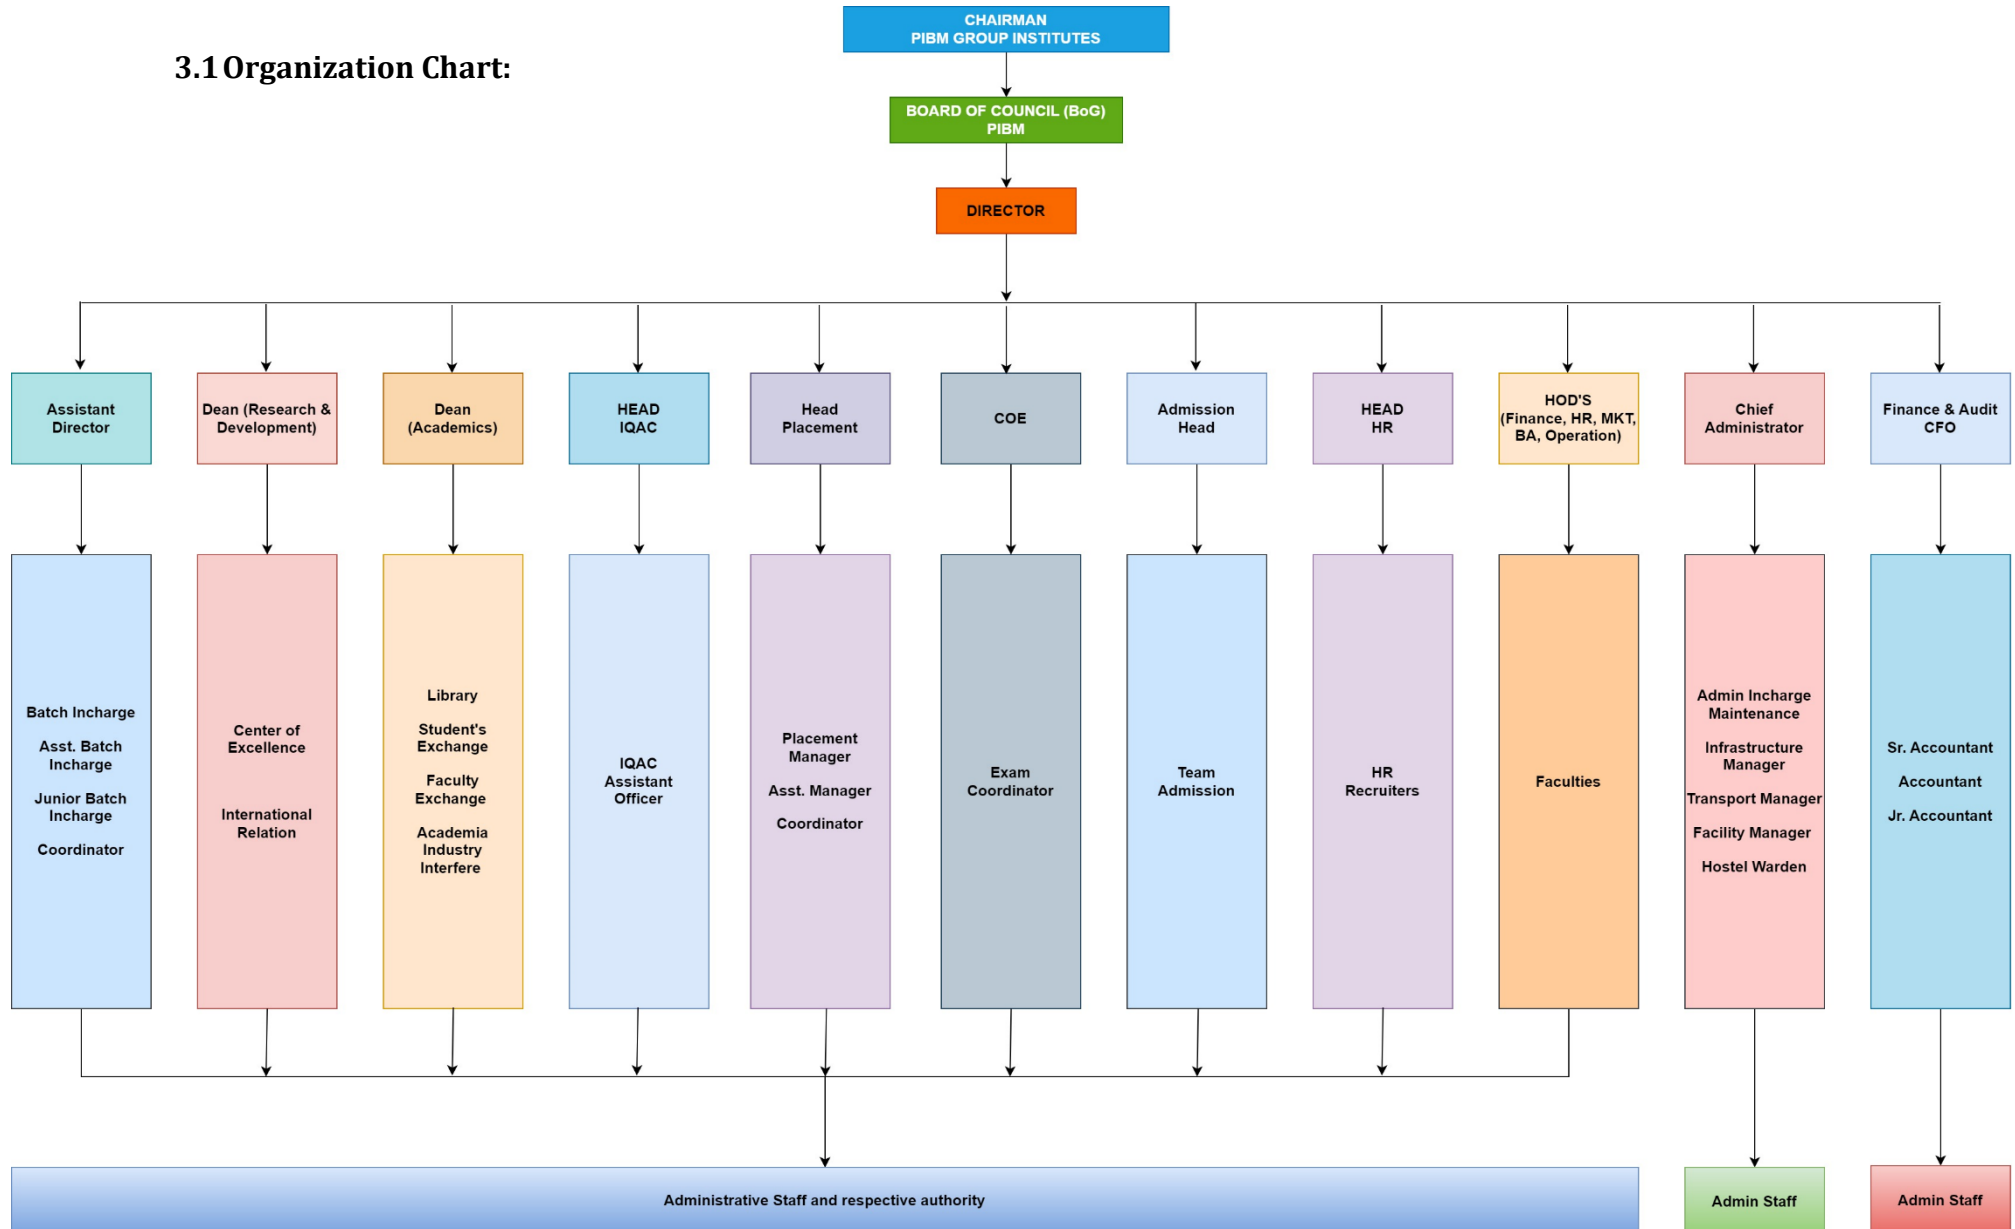 CHAIRMAN
PIBM GROUP INSTITUTES
3.1 Organization Chart:
BOARD OF COUNCIL (BoG)
PIBM
DIRECTOR
Assistant
Director
Dean (Research &
Development)
Dean
(Academics)
HEAD
IQAC
Head
Placement
COE
Admission
Head
HEAD
HR
HOD'S
(Finance, HR, MKT,
BA, Operation)
Chief
Administrator
Finance & Audit
CFO
Batch Incharge
Asst. Batch
Incharge
Junior Batch
Incharge
Coordinator
Center of
Excellence
International
Relation
Library
Student's
Exchange
Faculty
Exchange
Academia
Industry
Interfere
IQAC
Assistant
Officer
Placement
Manager
Asst. Manager
Coordinator
Exam
Coordinator
Team
Admission
HR
Recruiters
Faculties
Admin Incharge
Maintenance
Infrastructure
Manager
Transport Manager
Facility Manager
Hostel Warden
Sr. Accountant
Accountant
Jr. Accountant
Administrative Staff and respective authority
Admin Staff
Admin Staff